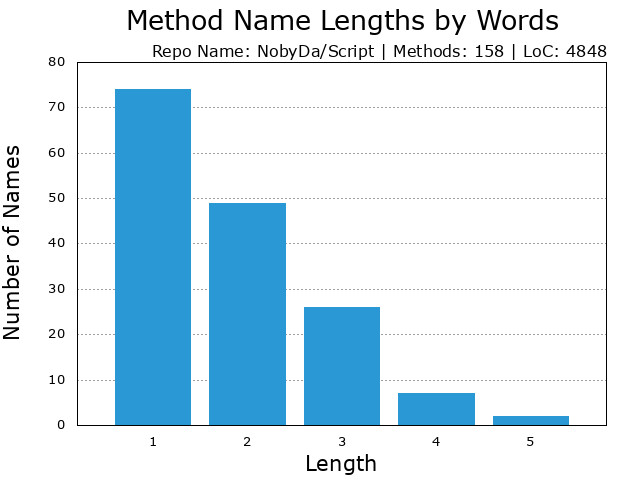 Method Name Lengths by Words
Repo Name: NobyDa/Script | Methods: 158 | LoC: 4848
Number of Names
80
70
60
50
40
30
20
10
0
1 2 3 4 5
Length